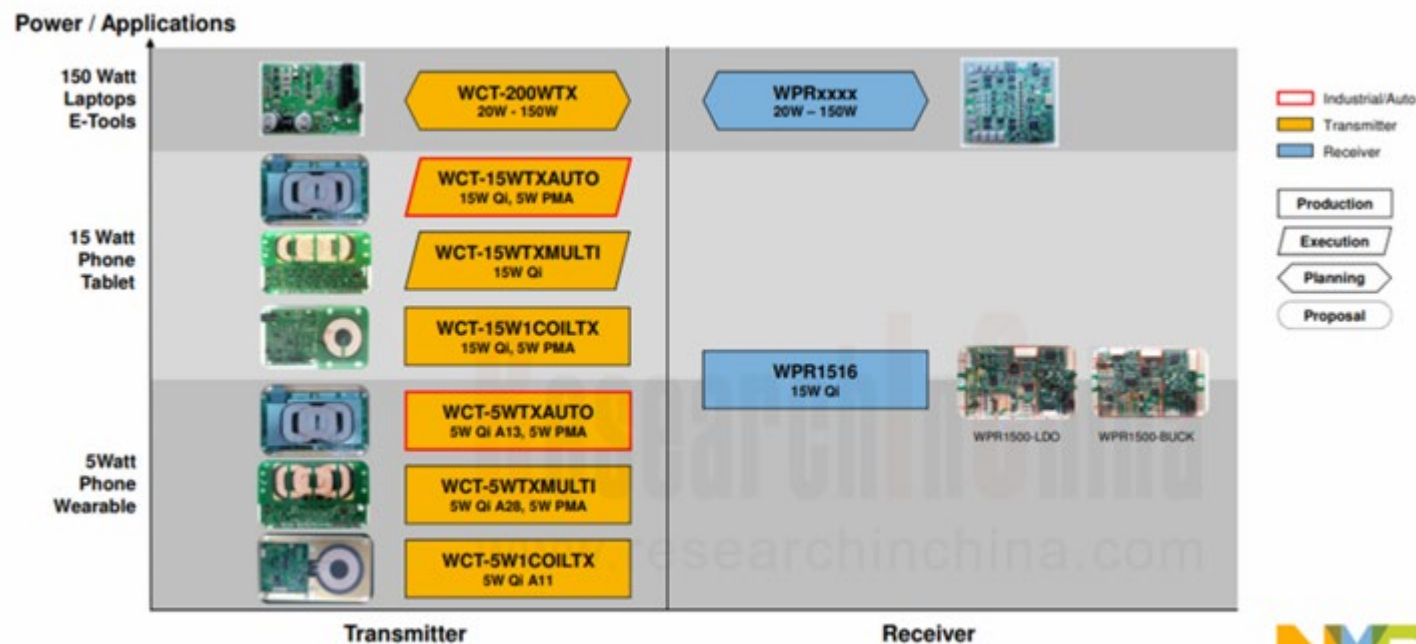 Power / Applications
150 Watt
Laptops
E-Tools
WCT-200WTX
20W - 150W
WPRxxxx
20W – 150W
Industrial/Auto
Transmitter
Receiver
Production
Execution
Planning
Proposal
15 Watt
Phone
Tablet
WCT-15WTXAUTO
15W Qi, 5W PMA
WCT-15WTXMULTI
15W Qi
WCT-15W1COILTX
15W Qi, 5W PMA
WPR1516
15W Qi
WPR1500-LDO
WPR1500-BUCK
5Watt
Phone
Wearable
WCT-5WTXAUTO
5W Qi A13, 5W PMA
WCT-5WTXMULTI
5W Qi A28, 5W PMA
WCT-5W1COILTX
5W Qi A11
ResearchInChina
www.researchinchina.com
Transmitter
Receiver